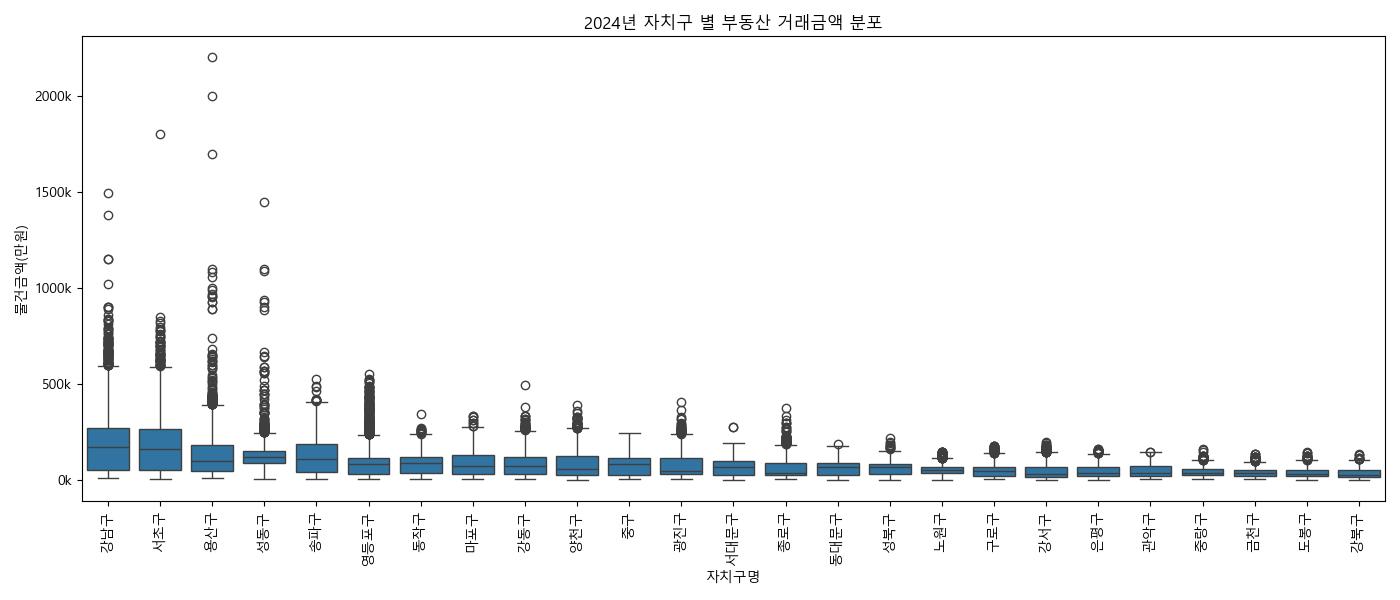 2024년 자치구 별 부동산 거래금액 분포
물건금액(만원)
2000k
1500k
1000k
500k
0k
강남구
서초구
용산구
성동구
송파구
영등포구
동작구
마포구
강동구
양천구
중구
광진구
서대문구
종로구
동대문구
성북구
노원구
구로구
강서구
은평구
관악구
중랑구
금천구
도봉구
강북구
자치구명